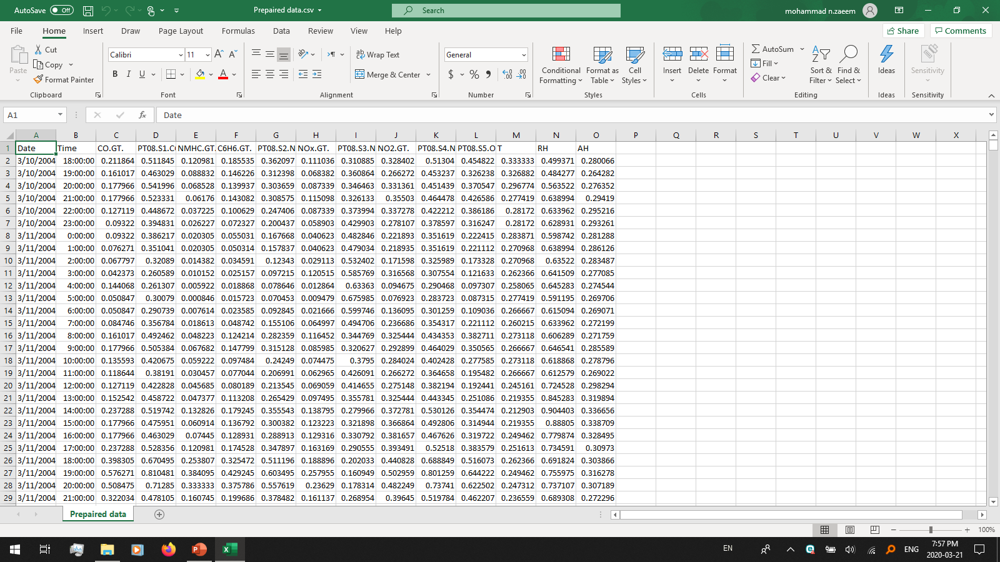 AutoSave Off Prepaired data.csv Search mohammad n.zaeem
File Home Insert Draw Page Layout Formulas Data Review View Help Share Comments
Paste Cut Copy Format Painter Clipboard
Calibri 11 B I U A Font
ab Wrap Text Merge & Center Alignment
General $ % Number
Conditional Formatting Format as Table Cell Styles Styles
Insert Delete Format Cells
AutoSum Fill Clear Sort & Filter Find & Select Editing
Ideas Ideas
Sensitivity Sensitivity
A1 fx Date
A B C D E F G H I J K L M N O P Q R S T U V W X
1 Date Time CO.GT. PT08.S1.C NMHC.GT. C6H6.GT. PT08.S2.N NOx.GT. PT08.S3.N NO2.GT. PT08.S4.N PT08.S5.O T RH AH
2 3/10/2004 18:00:00 0.211864 0.511845 0.120981 0.185535 0.362097 0.111036 0.310885 0.328402 0.51304 0.454822 0.333333 0.499371 0.280066
3 3/10/2004 19:00:00 0.161017 0.463029 0.088832 0.146226 0.312398 0.068382 0.360864 0.266272 0.453237 0.326238 0.326882 0.484277 0.264282
4 3/10/2004 20:00:00 0.177966 0.541996 0.068528 0.139937 0.303659 0.087339 0.346463 0.331361 0.451439 0.370547 0.296774 0.563522 0.276352
5 3/10/2004 21:00:00 0.177966 0.523331 0.06176 0.143082 0.308575 0.115098 0.326133 0.35503 0.464478 0.426586 0.277419 0.638994 0.29419
6 3/10/2004 22:00:00 0.127119 0.448672 0.037225 0.100629 0.247406 0.087339 0.373994 0.337278 0.422212 0.386186 0.28172 0.633962 0.295216
7 3/10/2004 23:00:00 0.09322 0.394831 0.026227 0.072327 0.200437 0.058903 0.429903 0.278107 0.378597 0.316247 0.28172 0.628931 0.293261
8 3/11/2004 0:00:00 0.09322 0.386217 0.020305 0.055031 0.167668 0.040623 0.482846 0.221893 0.351619 0.222415 0.283871 0.598742 0.281288
9 3/11/2004 1:00:00 0.076271 0.351041 0.020305 0.050314 0.157837 0.040623 0.479034 0.218935 0.351619 0.221112 0.270968 0.638994 0.286126
10 3/11/2004 2:00:00 0.067797 0.32089 0.014382 0.034591 0.12343 0.029113 0.532402 0.171598 0.325989 0.173328 0.270968 0.63522 0.283487
11 3/11/2004 3:00:00 0.042373 0.260589 0.010152 0.025157 0.097215 0.120515 0.585769 0.316568 0.307554 0.121633 0.262366 0.641509 0.277085
12 3/11/2004 4:00:00 0.144068 0.261307 0.005922 0.018868 0.078646 0.012864 0.63363 0.094675 0.290468 0.097307 0.258065 0.645283 0.274544
13 3/11/2004 5:00:00 0.050847 0.30079 0.000846 0.015723 0.070453 0.009479 0.675985 0.076923 0.283723 0.087315 0.277419 0.591195 0.269706
14 3/11/2004 6:00:00 0.050847 0.290739 0.007614 0.023585 0.092845 0.021666 0.599746 0.136095 0.301259 0.109036 0.266667 0.615094 0.269071
15 3/11/2004 7:00:00 0.084746 0.356784 0.018613 0.048742 0.155106 0.064997 0.494706 0.236686 0.354317 0.221112 0.260215 0.633962 0.272199
16 3/11/2004 8:00:00 0.161017 0.492462 0.048223 0.124214 0.282359 0.116452 0.344769 0.325444 0.434353 0.382711 0.273118 0.606289 0.271759
17 3/11/2004 9:00:00 0.177966 0.505384 0.067682 0.147799 0.315128 0.085985 0.320627 0.292899 0.464029 0.350565 0.266667 0.646541 0.285589
18 3/11/2004 10:00:00 0.135593 0.420675 0.059222 0.097484 0.24249 0.074475 0.3795 0.284024 0.402428 0.277585 0.273118 0.618868 0.278796
19 3/11/2004 11:00:00 0.118644 0.38191 0.030457 0.077044 0.206991 0.062965 0.426091 0.266272 0.364658 0.195482 0.266667 0.612579 0.269022
20 3/11/2004 12:00:00 0.127119 0.422828 0.045685 0.080189 0.213545 0.069059 0.414655 0.275148 0.382194 0.192441 0.245161 0.724528 0.298294
21 3/11/2004 13:00:00 0.152542 0.458722 0.047377 0.113208 0.265429 0.097495 0.355781 0.325444 0.443345 0.251086 0.219355 0.845283 0.319894
22 3/11/2004 14:00:00 0.237288 0.519742 0.132826 0.179245 0.355543 0.138795 0.279966 0.372781 0.530126 0.354474 0.212903 0.904403 0.336656
23 3/11/2004 15:00:00 0.177966 0.475951 0.060914 0.136792 0.300382 0.123223 0.321898 0.366864 0.492806 0.314944 0.219355 0.88805 0.338709
24 3/11/2004 16:00:00 0.177966 0.463029 0.07445 0.128931 0.288913 0.129316 0.330792 0.381657 0.467626 0.319722 0.249462 0.779874 0.328495
25 3/11/2004 17:00:00 0.237288 0.528356 0.120981 0.174528 0.347897 0.163169 0.290555 0.393491 0.52518 0.383579 0.251613 0.734591 0.30973
26 3/11/2004 18:00:00 0.398305 0.670495 0.253807 0.325472 0.511196 0.188896 0.202033 0.440828 0.688849 0.516073 0.262366 0.691824 0.303866
27 3/11/2004 19:00:00 0.576271 0.810481 0.384095 0.429245 0.603495 0.257955 0.160949 0.502959 0.801259 0.644222 0.249462 0.755975 0.316278
28 3/11/2004 20:00:00 0.508475 0.71285 0.333333 0.375786 0.557619 0.23629 0.178314 0.482249 0.73741 0.622502 0.247312 0.737107 0.307189
29 3/11/2004 21:00:00 0.322034 0.478105 0.160745 0.199686 0.378482 0.161137 0.268954 0.39645 0.519784 0.462207 0.236559 0.689308 0.272296
Prepaired data
100%
EN ENG 7:57 PM
2020-03-21